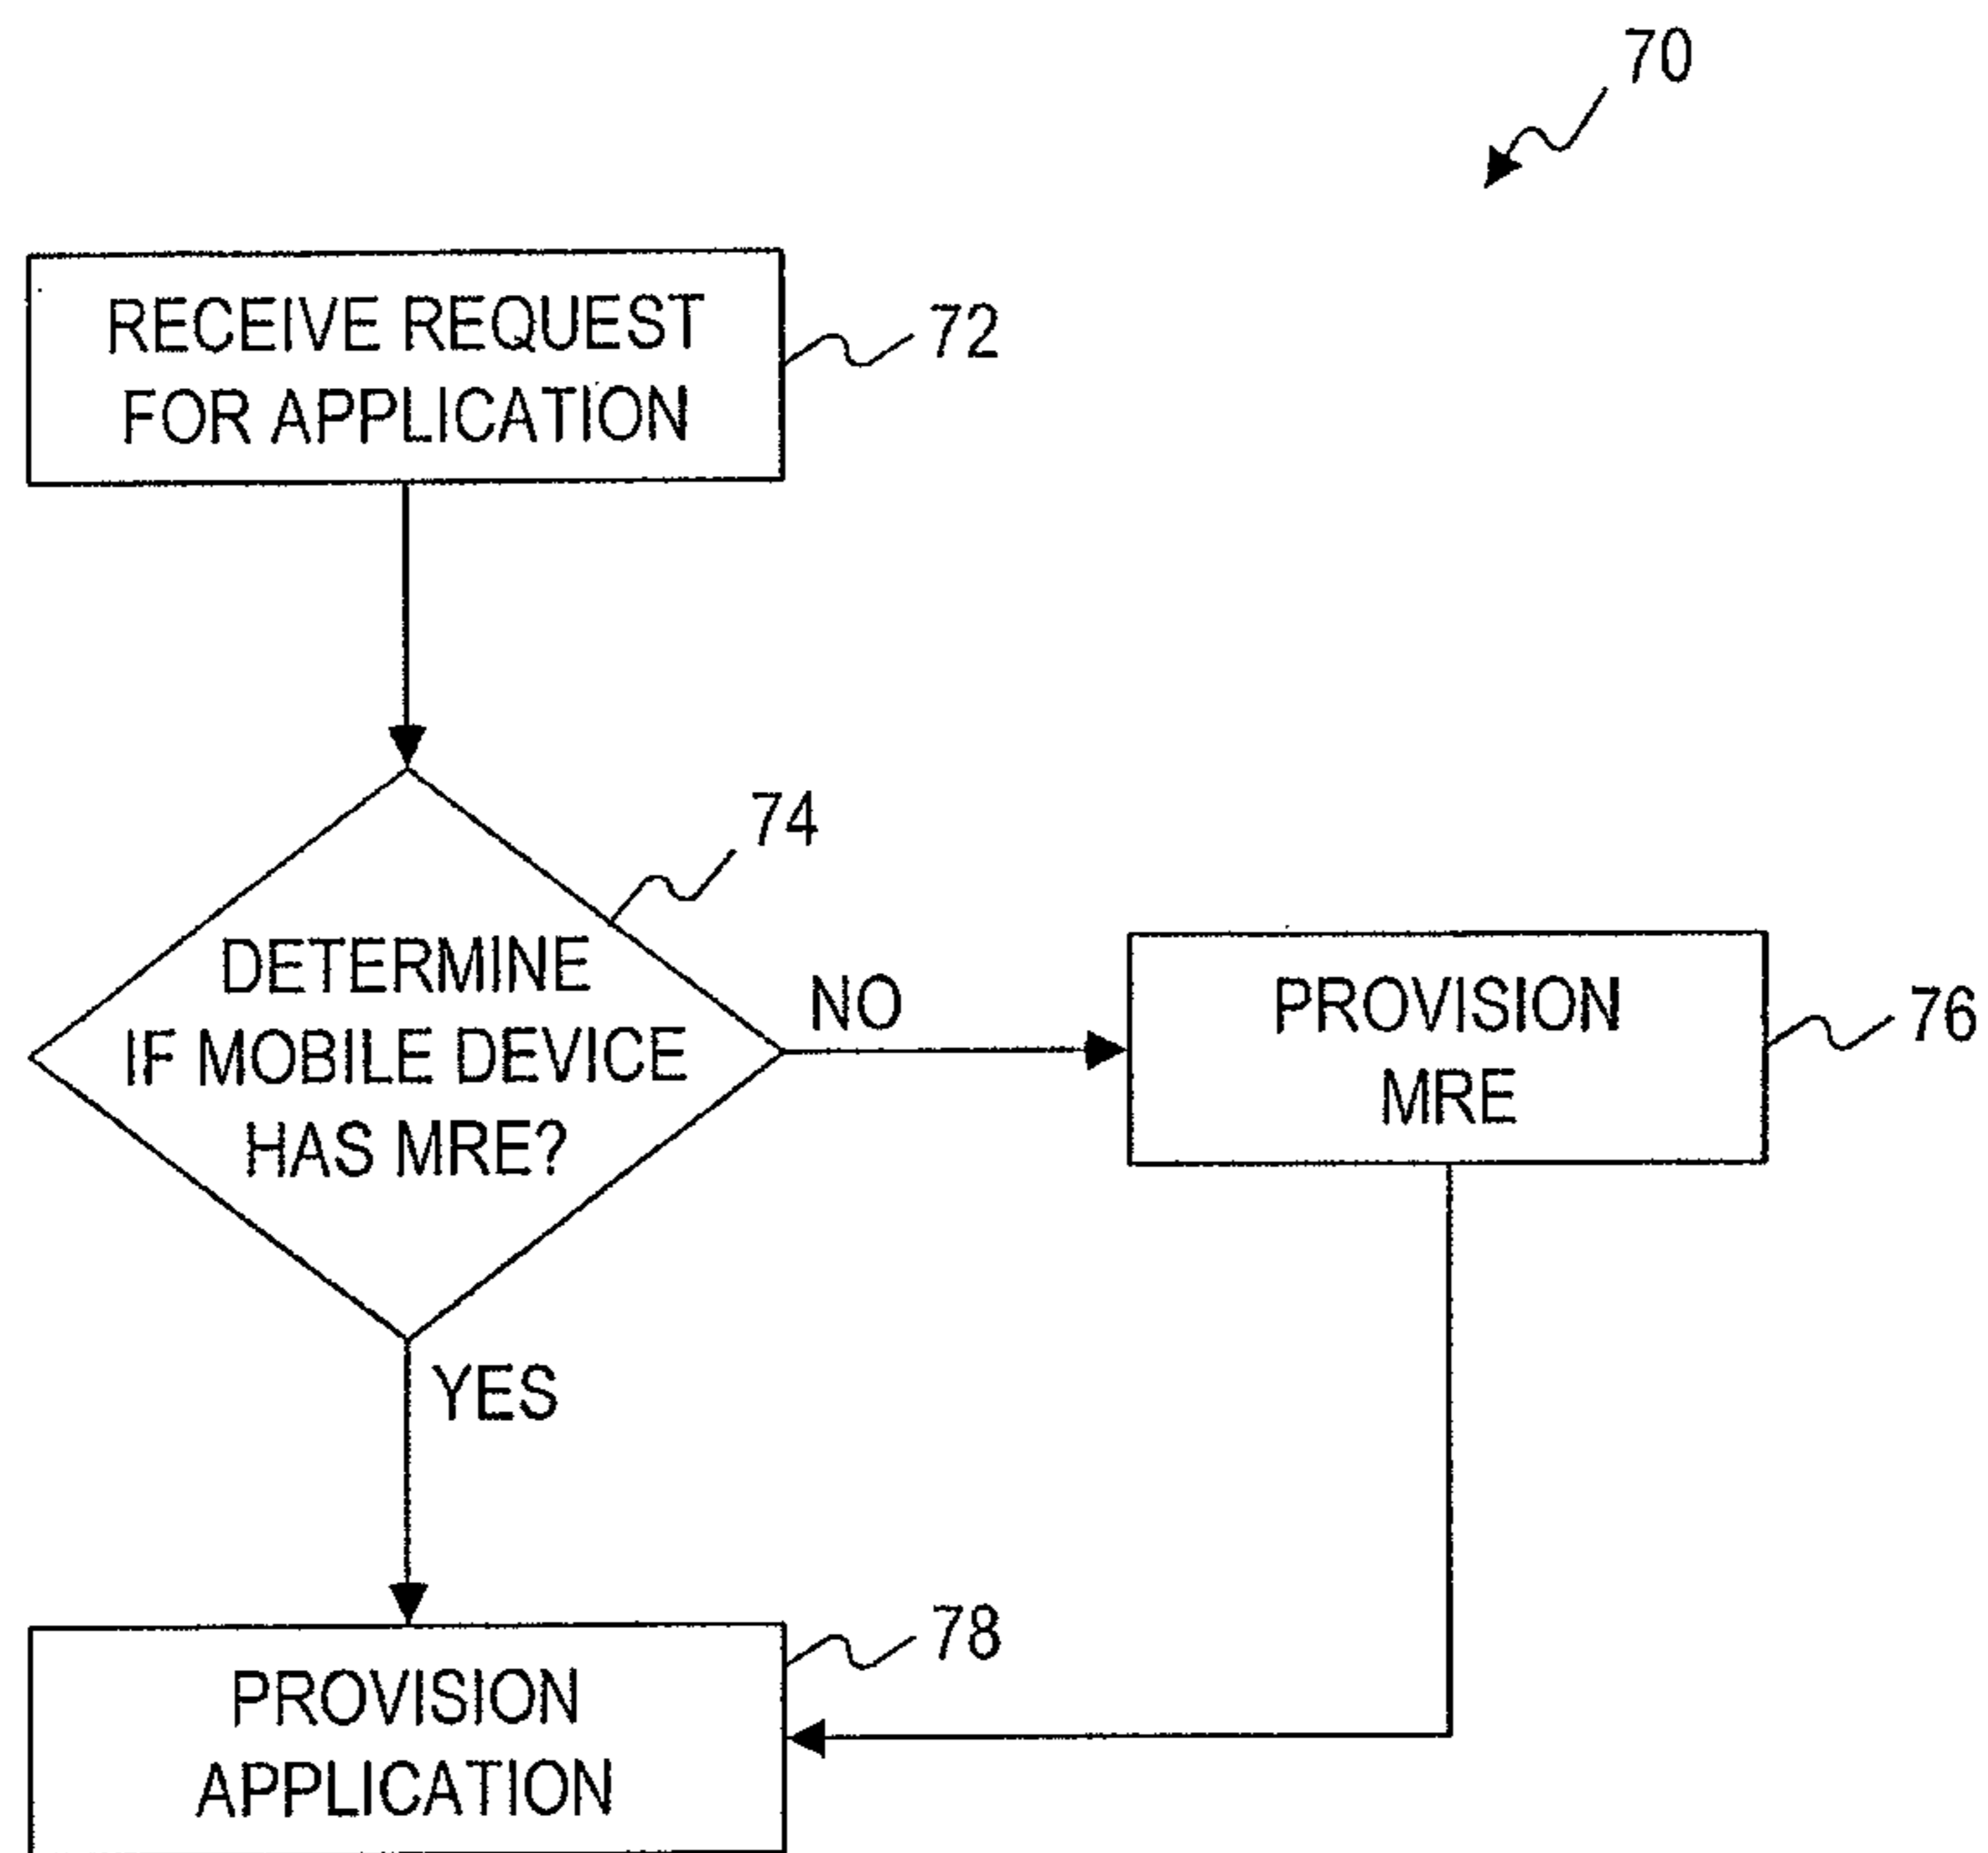 70
RECEIVE REQUEST
FOR APPLICATION
72
74
DETERMINE
IF MOBILE DEVICE
HAS MRE?
NO
PROVISION
MRE
76
YES
78
PROVISION
APPLICATION